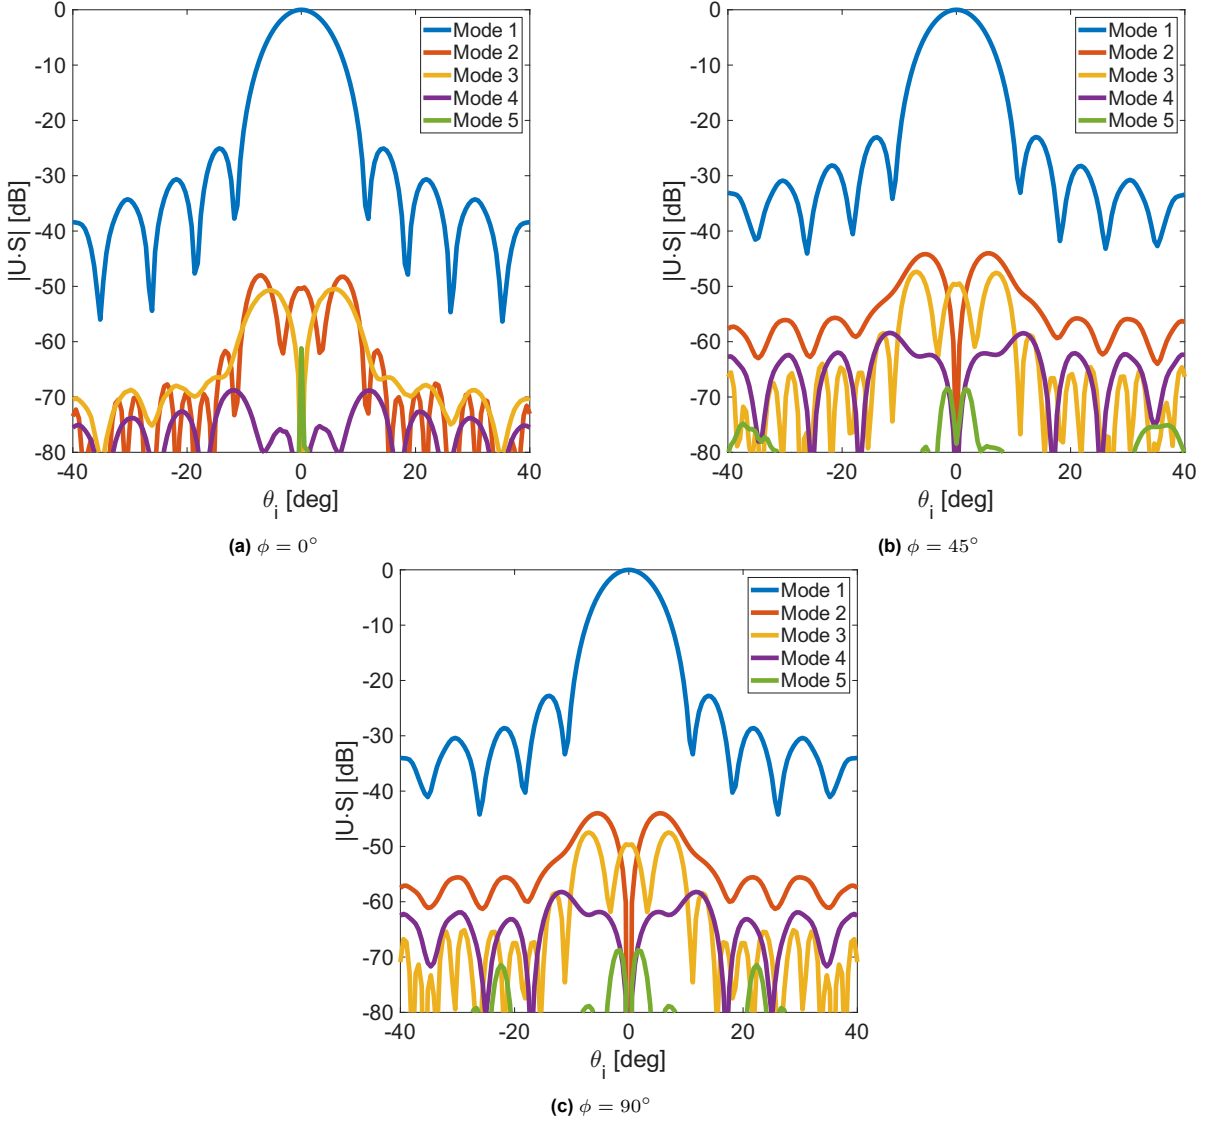 0
-10
-20
-30
-40
-50
-60
-70
-80
|U·S| [dB]
-40
-20
0
20
40
θi [deg]
Mode 1
Mode 2
Mode 3
Mode 4
Mode 5
(a) ϕ = 0°
0
-10
-20
-30
-40
-50
-60
-70
-80
|U·S| [dB]
-40
-20
0
20
40
θi [deg]
Mode 1
Mode 2
Mode 3
Mode 4
Mode 5
(b) ϕ = 45°
0
-10
-20
-30
-40
-50
-60
-70
-80
|U·S| [dB]
-40
-20
0
20
40
θi [deg]
Mode 1
Mode 2
Mode 3
Mode 4
Mode 5
(c) ϕ = 90°